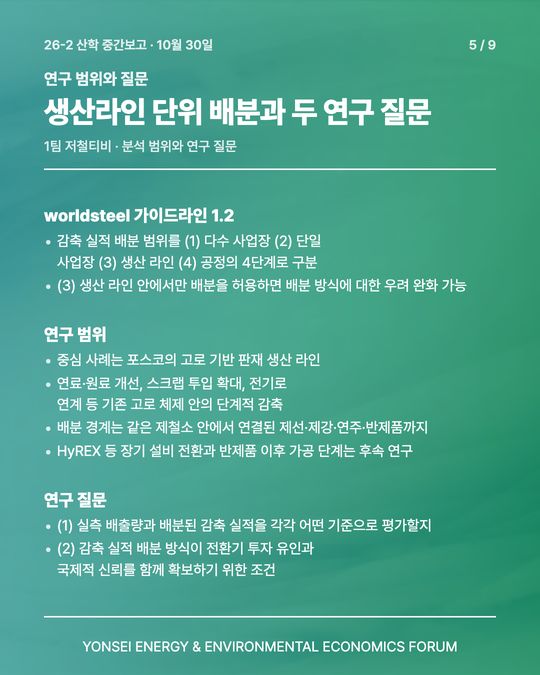 26-2 산학 중간보고 · 10월 30일
5 / 9
연구 범위와 질문
생산라인 단위 배분과 두 연구 질문
1팀 저철티비 · 분석 범위와 연구 질문
worldsteel 가이드라인 1.2
• 감축 실적 배분 범위를 (1) 다수 사업장 (2) 단일
사업장 (3) 생산 라인 (4) 공정의 4단계로 구분
• (3) 생산 라인 안에서만 배분을 허용하면 배분 방식에 대한 우려 완화 가능
연구 범위
• 중심 사례는 포스코의 고로 기반 판재 생산 라인
• 연료·원료 개선, 스크랩 투입 확대, 전기로
연계 등 기존 고로 체제 안의 단계적 감축
• 배분 경계는 같은 제철소 안에서 연결된 제선·제강·연주·반제품까지
• HyREX 등 장기 설비 전환과 반제품 이후 가공 단계는 후속 연구
연구 질문
• (1) 실측 배출량과 배분된 감축 실적을 각각 어떤 기준으로 평가할지
• (2) 감축 실적 배분 방식이 전환기 투자 유인과
국제적 신뢰를 함께 확보하기 위한 조건
YONSEI ENERGY & ENVIRONMENTAL ECONOMICS FORUM